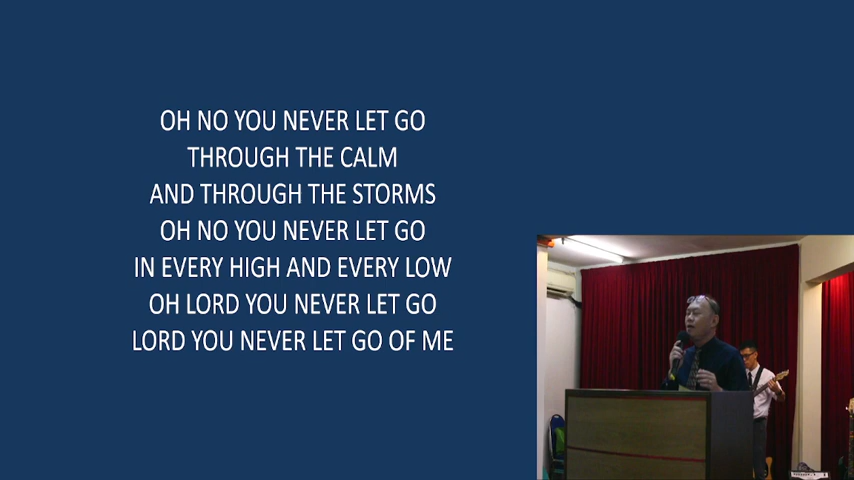 OH NO YOU NEVER LET GO
THROUGH THE CALM
AND THROUGH THE STORMS
OH NO YOU NEVER LET GO
IN EVERY HIGH AND EVERY LOW
OH LORD YOU NEVER LET GO
LORD YOU NEVER LET GO OF ME